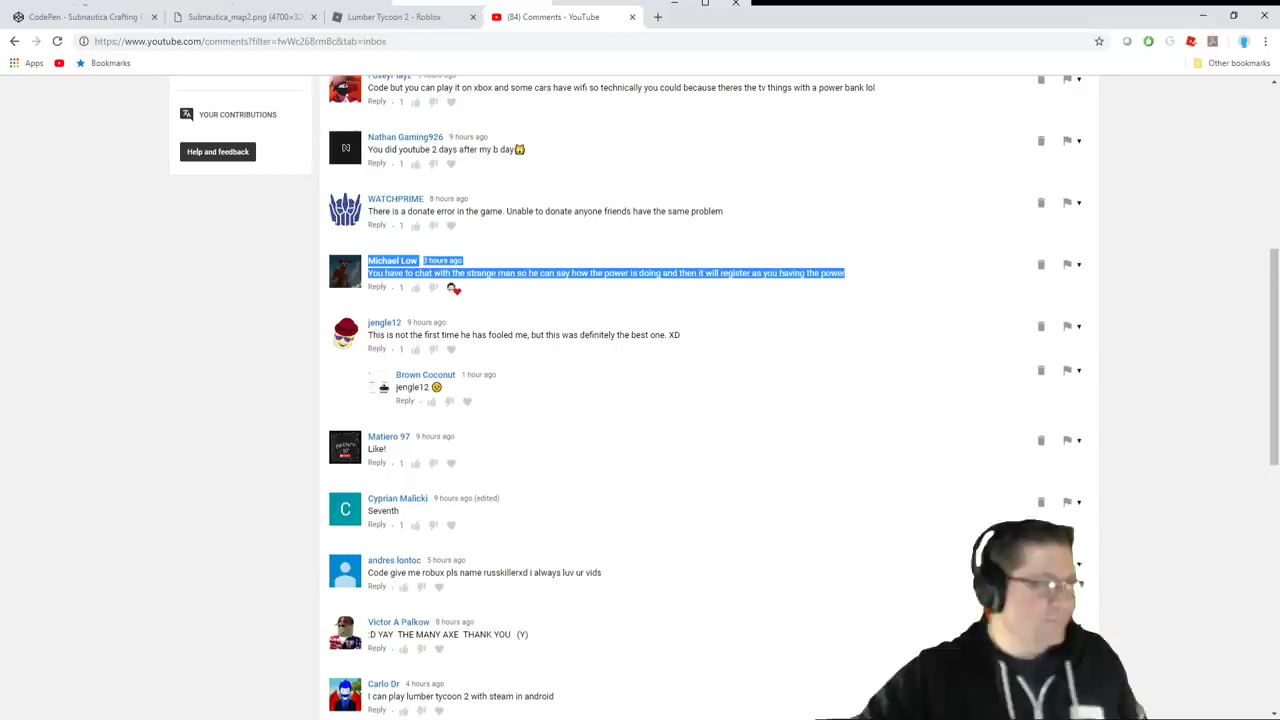 CodePen - Subnautica Crafting (
Subnautica_map2.png (4700×32
Lumber Tycoon 2 - Roblox
(84) Comments - YouTube
https://www.youtube.com/comments?filter=fwWc26BrmBc&tab=inbox
Apps
Bookmarks
Other bookmarks
YOUR CONTRIBUTIONS
Help and feedback
Code but you can play it on xbox and some cars have wifi so technically you could because theres the tv things with a power bank lol
Reply . 1
Nathan Gaming926 9 hours ago
You did youtube 2 days after my b day
Reply . 1
WATCHPRIME 8 hours ago
There is a donate error in the game. Unable to donate anyone friends have the same problem
Reply . 1
Michael Low 3 hours ago
You have to chat with the strange man so he can say how the power is doing and then it will register as you having the power
Reply . 1
jengle12 9 hours ago
This is not the first time he has fooled me, but this was definitely the best one. XD
Reply . 1
Brown Coconut 1 hour ago
jengle12
Reply .
Matiero 97 9 hours ago
Like!
Reply . 1
C
Cyprian Malicki 9 hours ago (edited)
Seventh
Reply . 1
andres lontoc 5 hours ago
Code give me robux pls name russkillerxd i always luv ur vids
Reply .
Victor A Palkow 8 hours ago
:D YAY THE MANY AXE THANK YOU (Y)
Reply .
Carlo Dr 4 hours ago
I can play lumber tycoon 2 with steam in android
Reply .